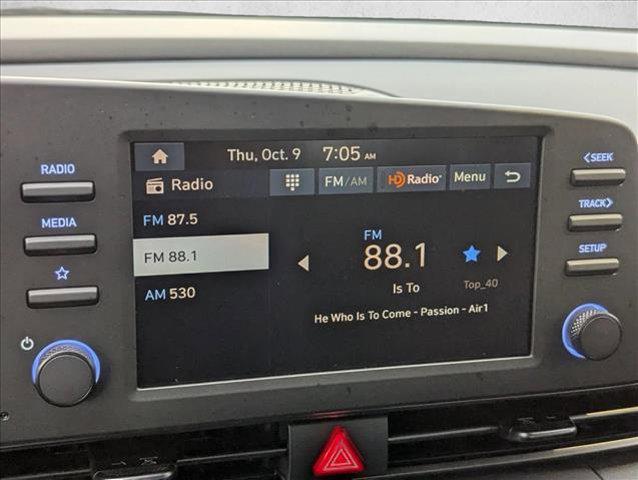 Thu, Oct. 9 7:05 AM
RADIO
Radio
FM/AM
HD Radio
Menu
<SEEK
FM 87.5
MEDIA
FM 88.1
AM 530
FM
88.1
Is To
Top_40
He Who Is To Come - Passion - Air1
TRACK>
SETUP